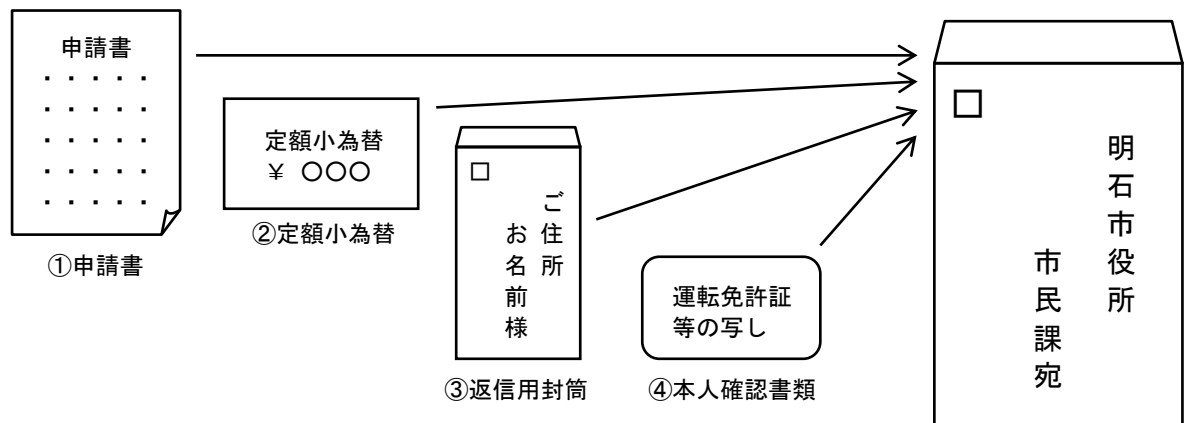 申請書
・・・・・
・・・・・
・・・・・
・・・・・
・・・・・
①申請書
定額小為替
￥ 〇〇〇
②定額小為替
ご住所
お名前様
③返信用封筒
運転免許証
等の写し
④本人確認書類
明石市役所
市民課宛